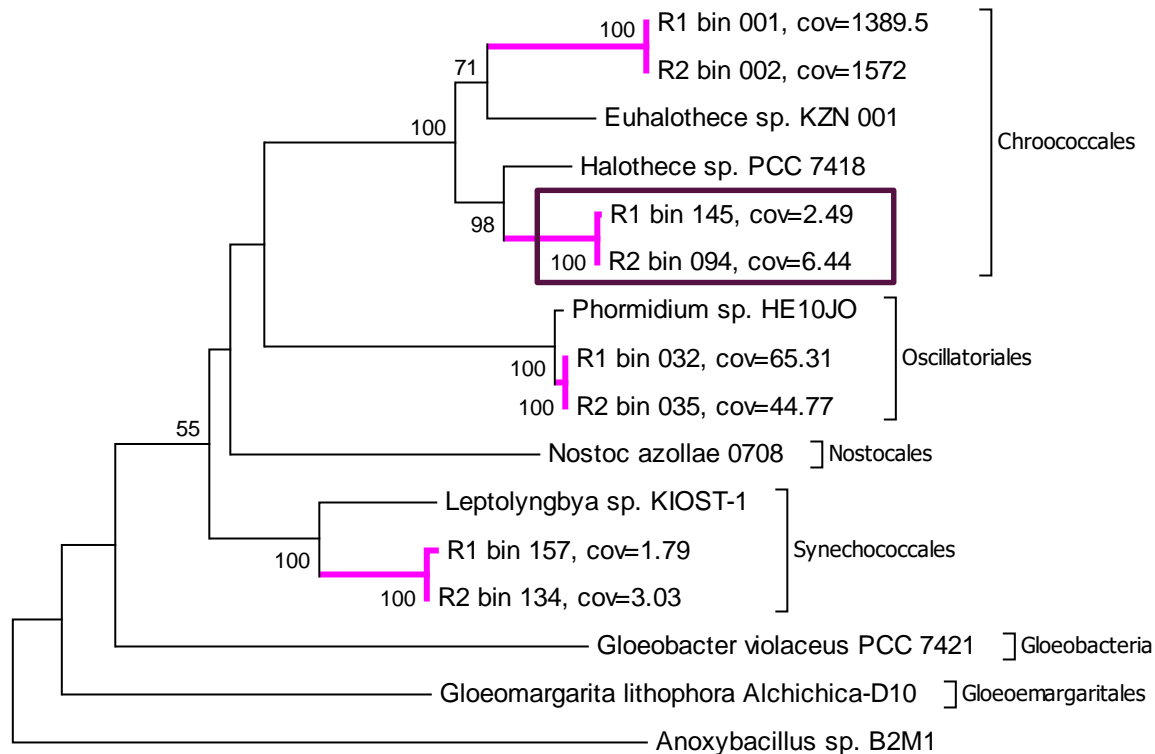 R1 bin 001, cov=1389.5
100
R2 bin 002, cov=1572
71
Euhalothece sp. KZN 001
100
Chroococcales
Halothece sp. PCC 7418
R1 bin 145, cov=2.49
98
R2 bin 094, cov=6.44
100
Phormidium sp. HE10JO
R1 bin 032, cov=65.31
Oscillatoriales
100
R2 bin 035, cov=44.77
100
55
Nostoc azollae 0708
Nostocales
Leptolyngbya sp. KIOST-1
R1 bin 157, cov=1.79
Synechococcales
100
R2 bin 134, cov=3.03
100
Gloeobacter violaceus PCC 7421
Gloeobacteria
Gloeomargarita lithophora Alchichica-D10
Gloeoemargaritales
Anoxybacillus sp. B2M1